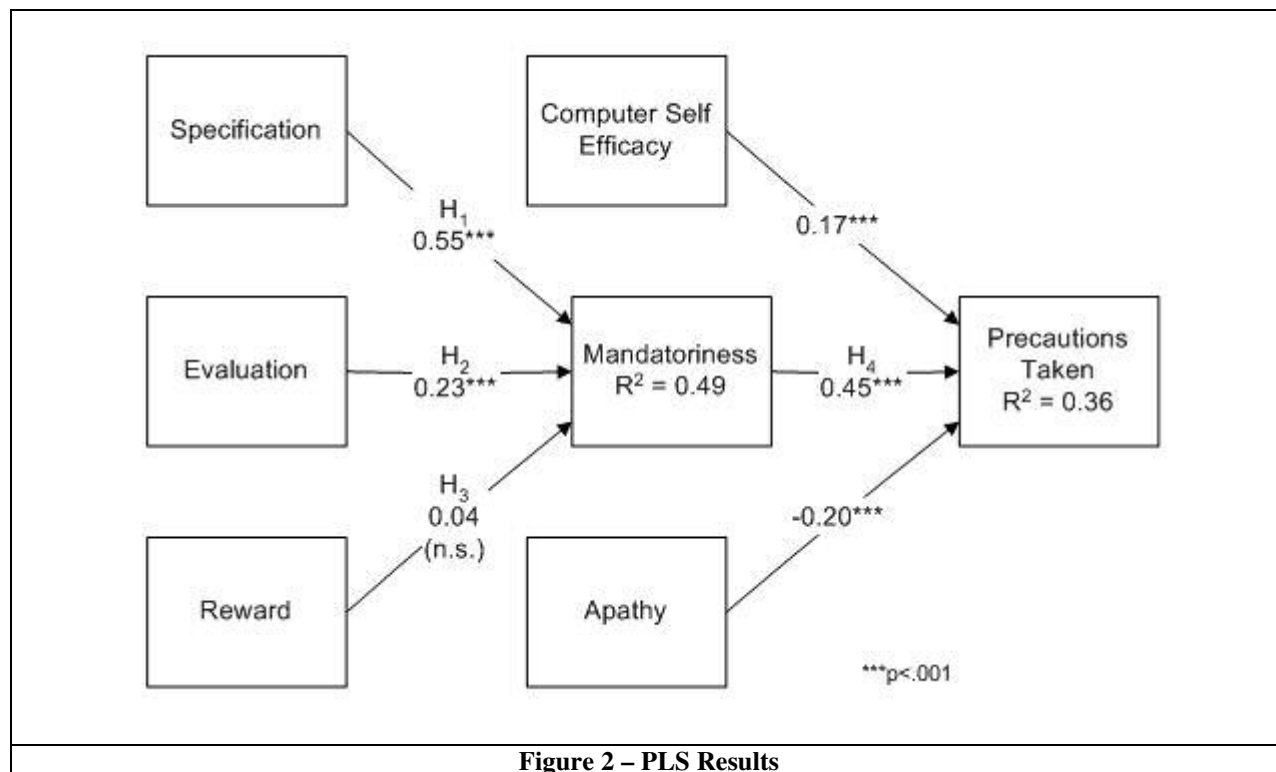 Specification
Computer Self
Efficacy
H₁
0.55***
0.17***
Evaluation
H₂
0.23***
Mandatoriness
R² = 0.49
H₄
0.45***
Precautions
Taken
R² = 0.36
H₃
0.04
(n.s.)
-0.20***
Reward
Apathy
***p<.001
Figure 2 – PLS Results